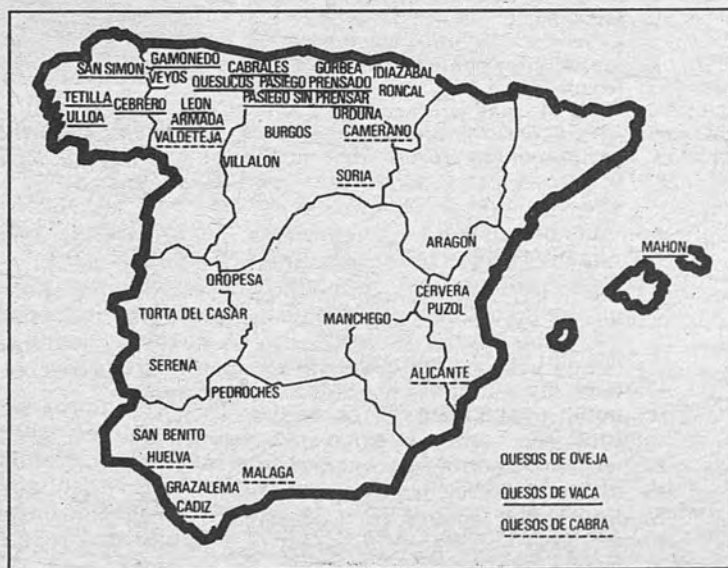 GAMONEDO
SAN SIMON
VEYOS
CABRALES
GORBEA
IDIAZABAL
QUESUCOS PASIEGO PRENSADO
RONCAL
TETILLA
CEBRERO
LEON
PASIEGO SIN PRENSAR
ULLOA
ARMADA
ORDUÑA
VALDETEJA
BURGOS
CAMERANO
VILLALON
SORIA
ARAGON
MAHON
OROPESA
CERVERA
PUZOL
TORTA DEL CASAR
MANCHEGO
SERENA
ALICANTE
PEDROCHES
SAN BENITO
HUELVA
MALAGA
GRAZALEMA
CADIZ
QUESOS DE OVEJA
QUESOS DE VACA
QUESOS DE CABRA